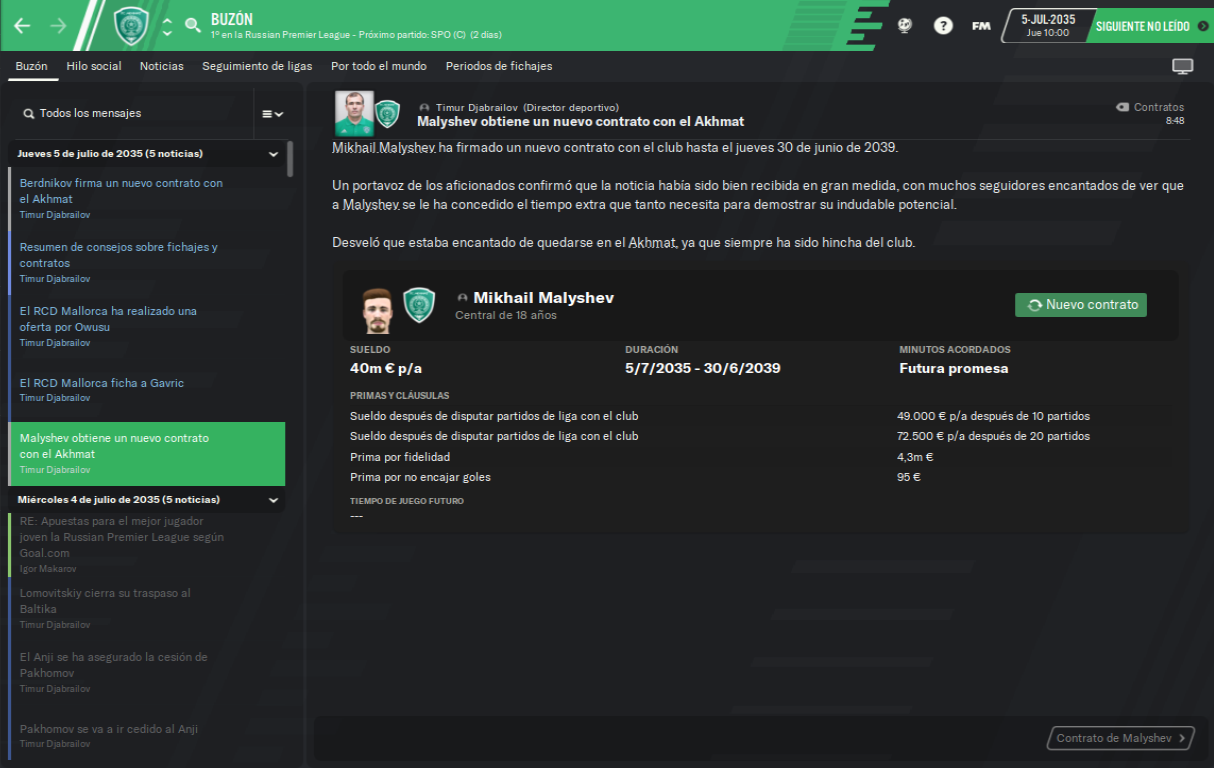 BUZÓN
1º en la Russian Premier League - Próximo partido: SPO (C) (2 días)
FM
5-JUL-2035
Jue 10:00
SIGUIENTE NO LEÍDO
Buzón
Hilo social
Noticias
Seguimiento de ligas
Por todo el mundo
Periodos de fichajes
Todos los mensajes
Jueves 5 de julio de 2035 (5 noticias)
Berdnikov firma un nuevo contrato con
el Akhmat
Timur Djabrailov
Resumen de consejos sobre fichajes y
contratos
Timur Djabrailov
El RCD Mallorca ha realizado una
oferta por Owusu
Timur Djabrailov
El RCD Mallorca ficha a Gavric
Timur Djabrailov
Malyshev obtiene un nuevo contrato
con el Akhmat
Timur Djabrailov
Miércoles 4 de julio de 2035 (5 noticias)
RE: Apuestas para el mejor jugador
joven la Russian Premier League según
Goal.com
Igor Makarov
Lomovitskiy cierra su traspaso al
Baltika
Timur Djabrailov
El Anji se ha asegurado la cesión de
Pakhomov
Timur Djabrailov
Pakhomov se va a ir cedido al Anji
Timur Djabrailov
Timur Djabrailov (Director deportivo)
Malyshev obtiene un nuevo contrato con el Akhmat
Contratos
8:48
Mikhail Malyshev ha firmado un nuevo contrato con el club hasta el jueves 30 de junio de 2039.
Un portavoz de los aficionados confirmó que la noticia había sido bien recibida en gran medida, con muchos seguidores encantados de ver que
a Malyshev se le ha concedido el tiempo extra que tanto necesita para demostrar su indudable potencial.
Desveló que estaba encantado de quedarse en el Akhmat, ya que siempre ha sido hincha del club.
Mikhail Malyshev
Central de 18 años
Nuevo contrato
SUELDO
DURACIÓN
MINUTOS ACORDADOS
40m € p/a
5/7/2035 - 30/6/2039
Futura promesa
PRIMAS Y CLÁUSULAS
Sueldo después de disputar partidos de liga con el club
49.000 € p/a después de 10 partidos
Sueldo después de disputar partidos de liga con el club
72.500 € p/a después de 20 partidos
Prima por fidelidad
4,3m €
Prima por no encajar goles
95 €
TIEMPO DE JUEGO FUTURO
---
Contrato de Malyshev